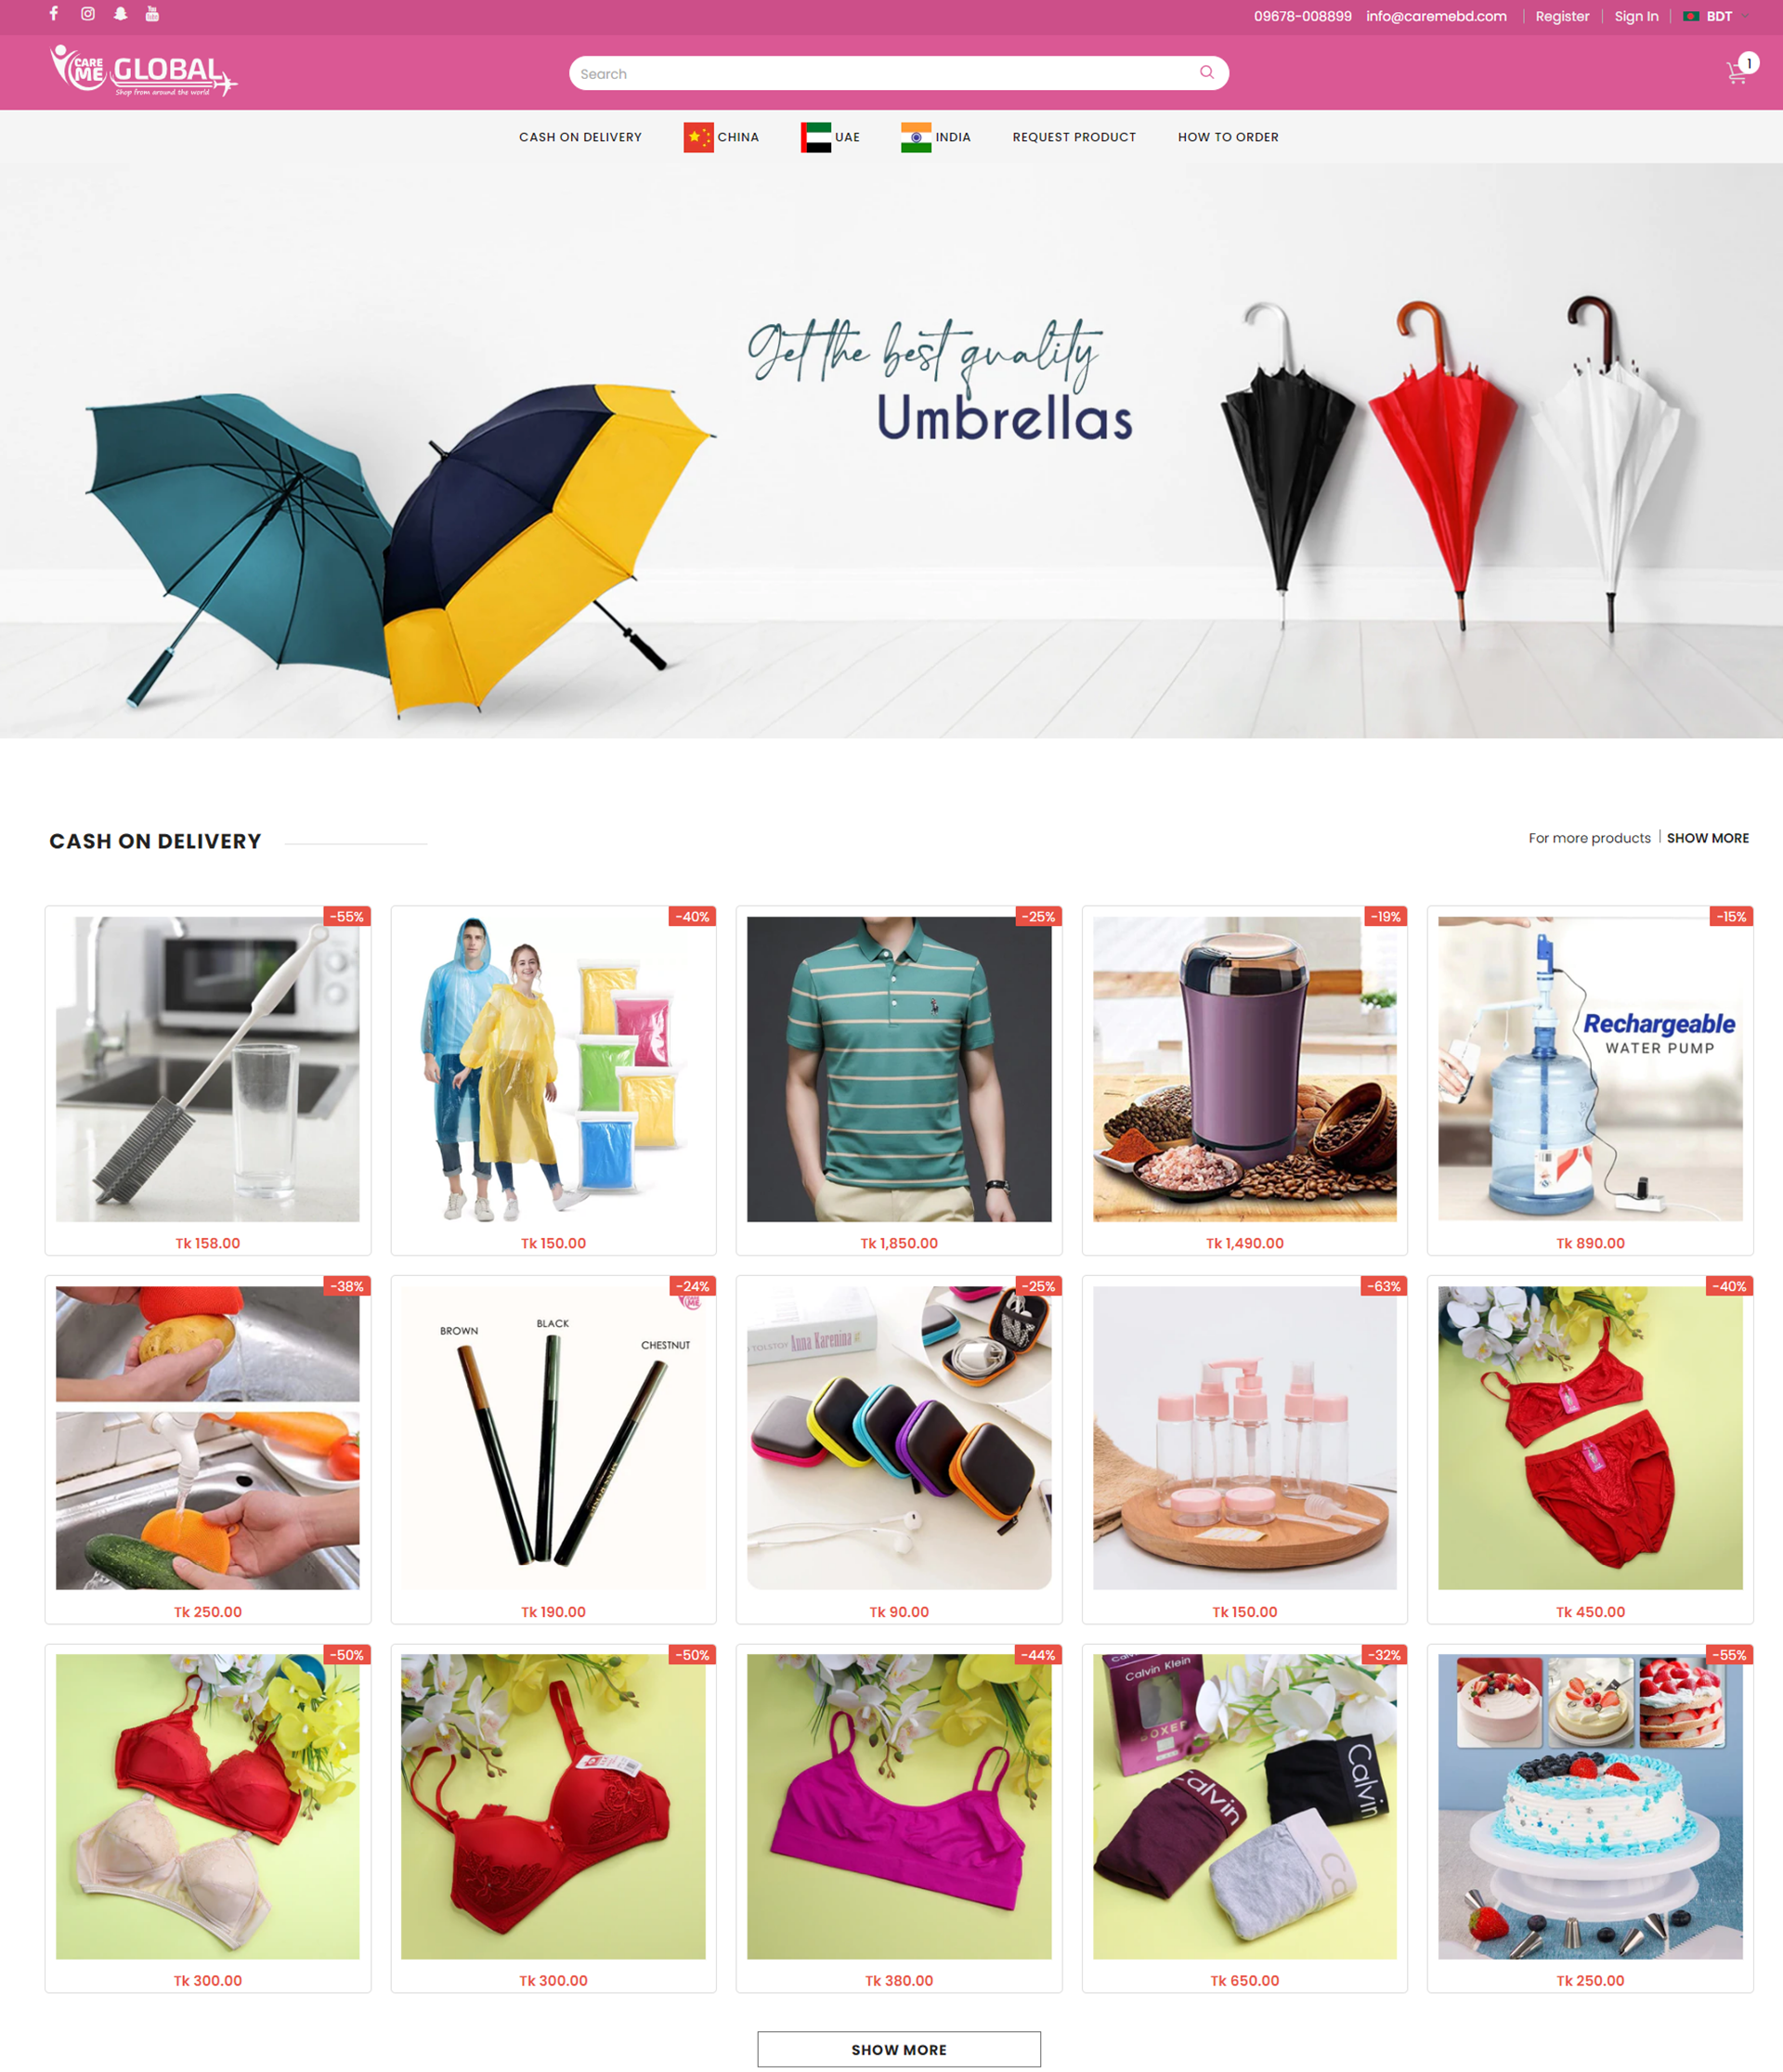 09678-008899 info@caremebd.com Register Sign In BDT
CARE ME GLOBAL
Shop from around the world
Search
1
CASH ON DELIVERY CHINA UAE INDIA REQUEST PRODUCT HOW TO ORDER
Get the best quality
Umbrellas
CASH ON DELIVERY
For more products SHOW MORE
-55% -40% -25% -19% -15%
Rechargeable
WATER PUMP
Tk 158.00 Tk 150.00 Tk 1,850.00 Tk 1,490.00 Tk 890.00
-38% -24% -25% -63% -40%
ME
BROWN BLACK CHESTNUT
TOLSTOY Anna Karenina
Tk 250.00 Tk 190.00 Tk 90.00 Tk 150.00 Tk 450.00
-50% -50% -44% -32% -55%
Calvin Klein
OXER
Calvin
alvin
Ca
Tk 300.00 Tk 300.00 Tk 380.00 Tk 650.00 Tk 250.00
SHOW MORE